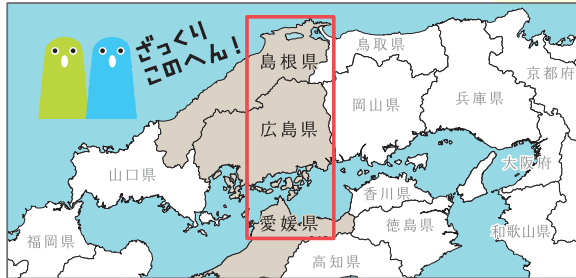 ざっくり
このへん！
島根県
鳥取県
京都府
広島県
岡山県
兵庫県
山口県
大阪府
香川県
愛媛県
徳島県
和歌山県
福岡県
高知県